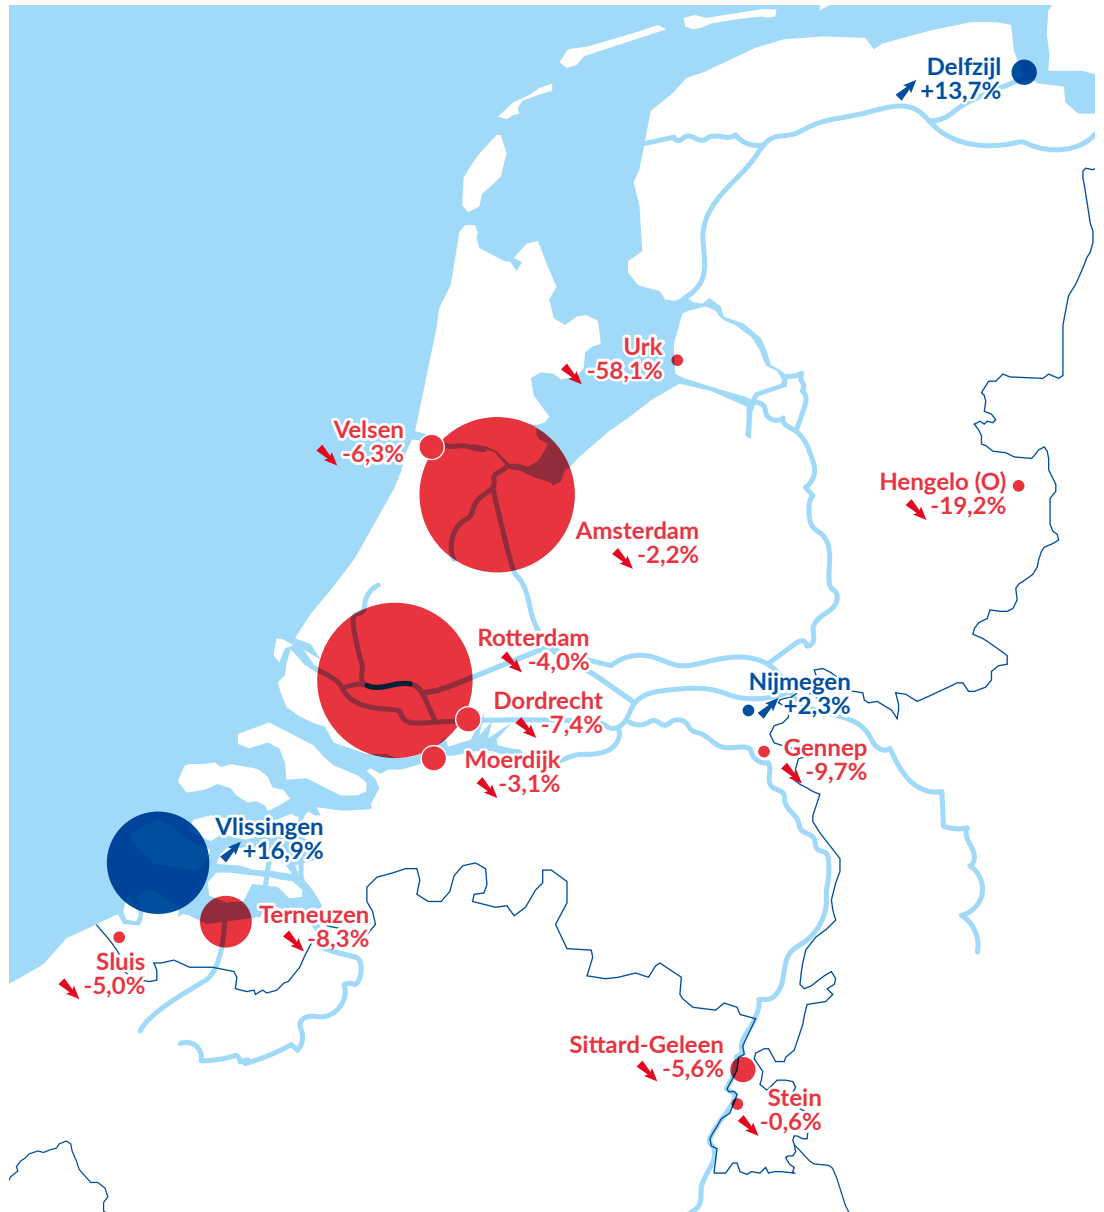 Delfzijl
+13,7%
Urk
-58,1%
Velsen
-6,3%
Hengelo (O)
-19,2%
Amsterdam
-2,2%
Rotterdam
-4,0%
Nijmegen
+2,3%
Dordrecht
-7,4%
Gennep
-9,7%
Moerdijk
-3,1%
Vlissingen
+16,9%
Terneuzen
-8,3%
Sluis
-5,0%
Sittard-Geleen
-5,6%
Stein
-0,6%